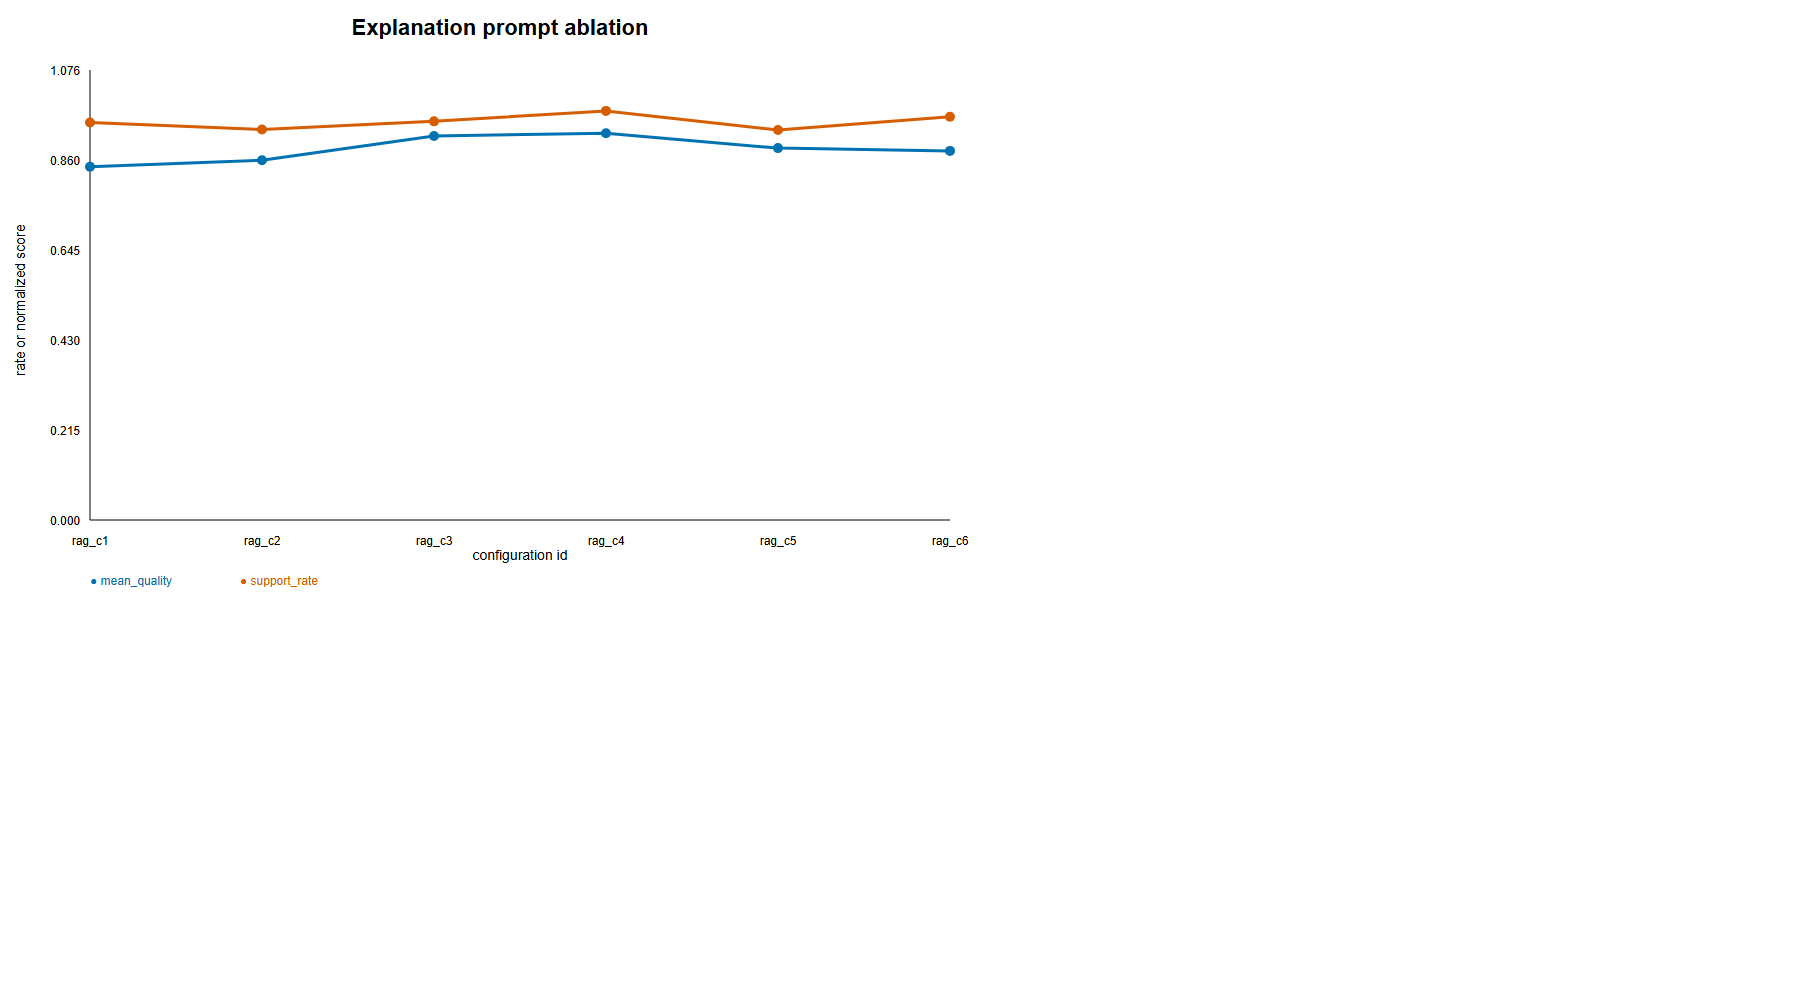 Explanation prompt ablation
1.076
0.860
0.645
0.430
0.215
0.000
rate or normalized score
rag_c1 rag_c2 rag_c3 rag_c4 rag_c5 rag_c6
configuration id
● mean_quality ● support_rate